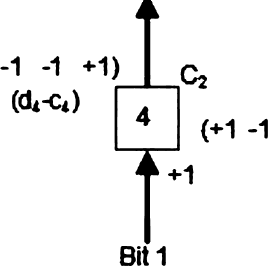 -1 -1 +1)
C₂
(d₄-c₄)
4
(+1 -1
+1
Bit 1